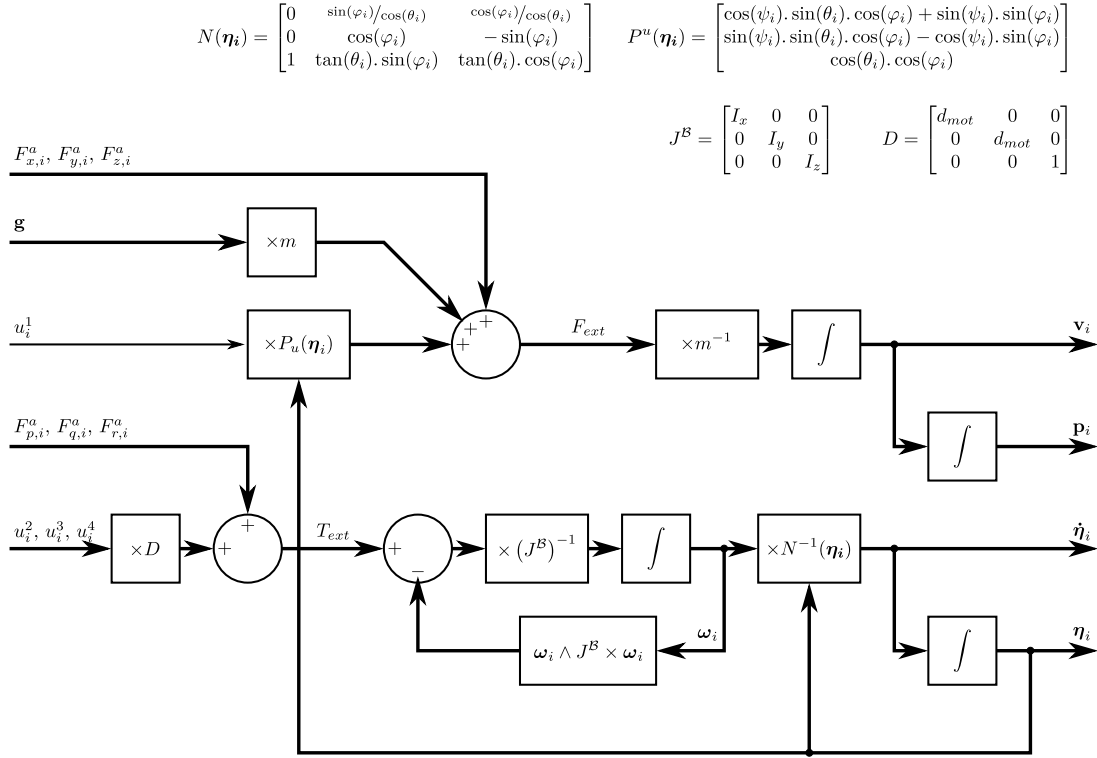 N(η_i) = [0 sin(φ_i)/cos(θ_i) cos(φ_i)/cos(θ_i)
0 cos(φ_i) −sin(φ_i)
1 tan(θ_i).sin(φ_i) tan(θ_i).cos(φ_i)]
P^u(η_i) = [cos(ψ_i).sin(θ_i).cos(φ_i) + sin(ψ_i).sin(φ_i)
sin(ψ_i).sin(θ_i).cos(φ_i) − cos(ψ_i).sin(φ_i)
cos(θ_i).cos(φ_i)]
J^B = [I_x 0 0
0 I_y 0
0 0 I_z]
D = [d_mot 0 0
0 d_mot 0
0 0 1]
F^a_{x,i}, F^a_{y,i}, F^a_{z,i}
g
×m
u^1_i
×P_u(η_i)
+
+
+
F_ext
×m^{−1}
∫
v_i
F^a_{p,i}, F^a_{q,i}, F^a_{r,i}
∫
p_i
u^2_i, u^3_i, u^4_i
×D
+
+
T_ext
+
−
×(J^B)^{−1}
∫
×N^{−1}(η_i)
η̇_i
ω_i ∧ J^B × ω_i
ω_i
∫
η_i